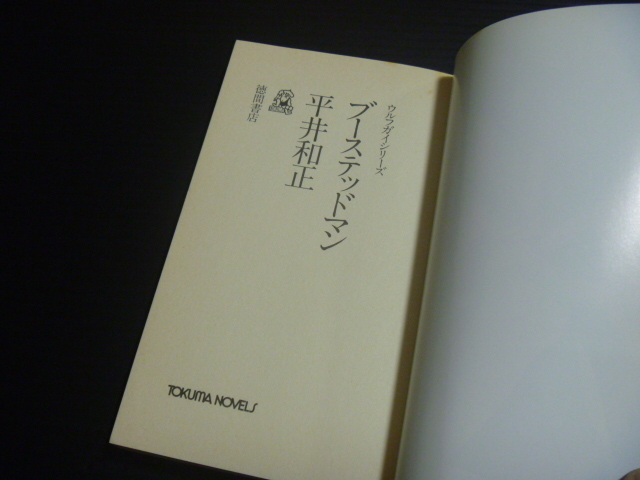 ウルフガイシリーズ
ブーステッドマン
平井和正
徳間書店
TOKUMA NOVELS